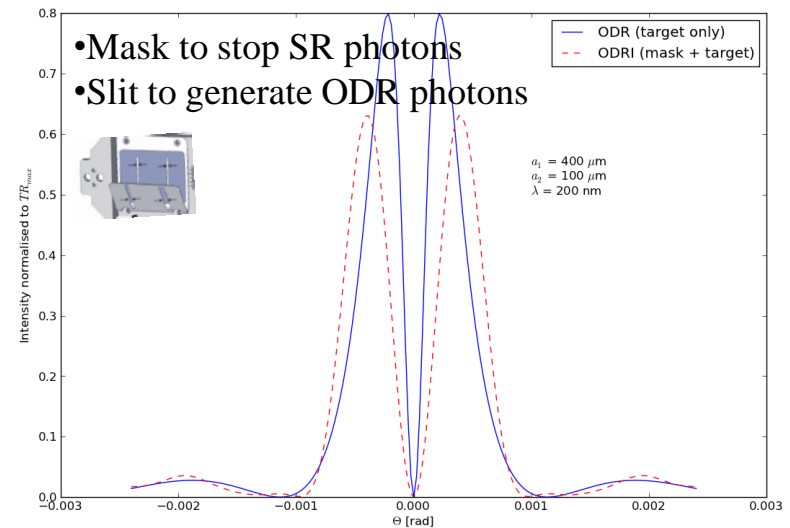 •Mask to stop SR photons
•Slit to generate ODR photons
ODR (target only)
ODRI (mask + target)
a₁ = 400 μm
a₂ = 100 μm
λ = 200 nm
Intensity normalised to TRₘₐₓ
0.8
0.7
0.6
0.5
0.4
0.3
0.2
0.1
0.0
−0.003 −0.002 −0.001 0.000 0.001 0.002 0.003
Θ [rad]